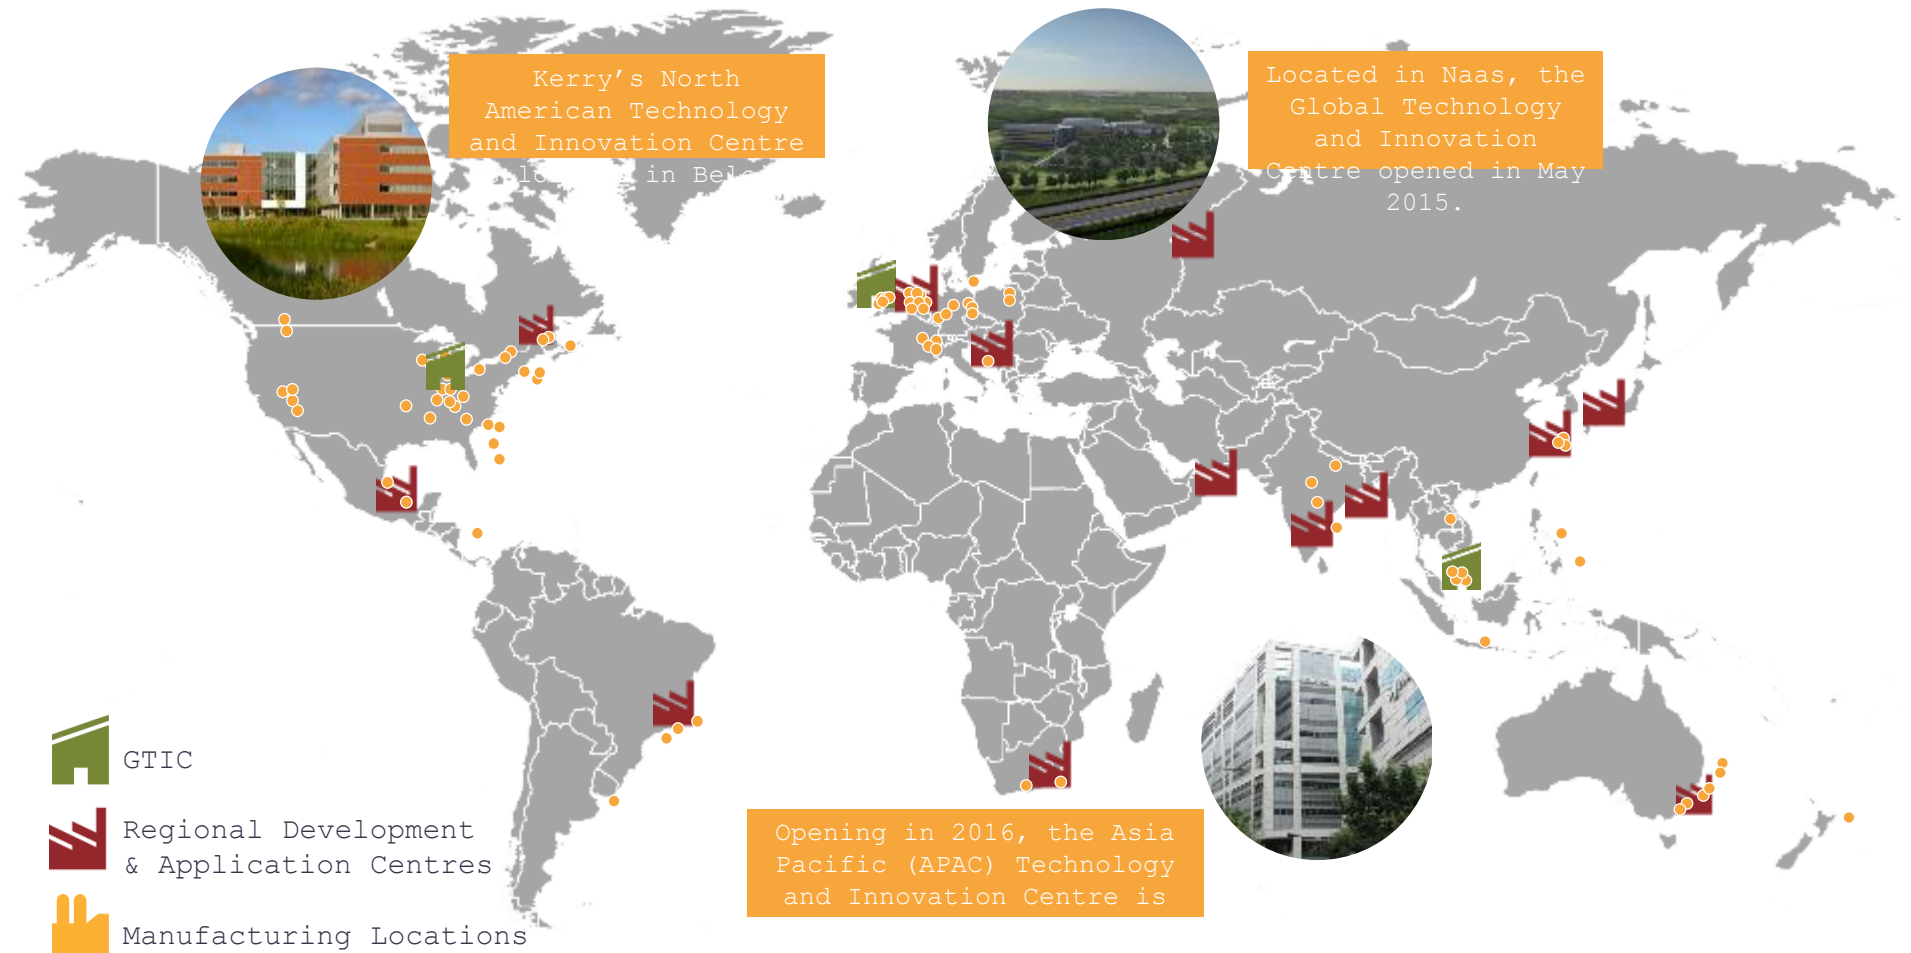 Kerry’s North
American Technology
and Innovation Centre
in
Located in Naas, the
Global Technology
and Innovation
Centre opened in May
2015.
GTIC
Regional Development
& Application Centres
Manufacturing Locations
Opening in 2016, the Asia
Pacific (APAC) Technology
and Innovation Centre is